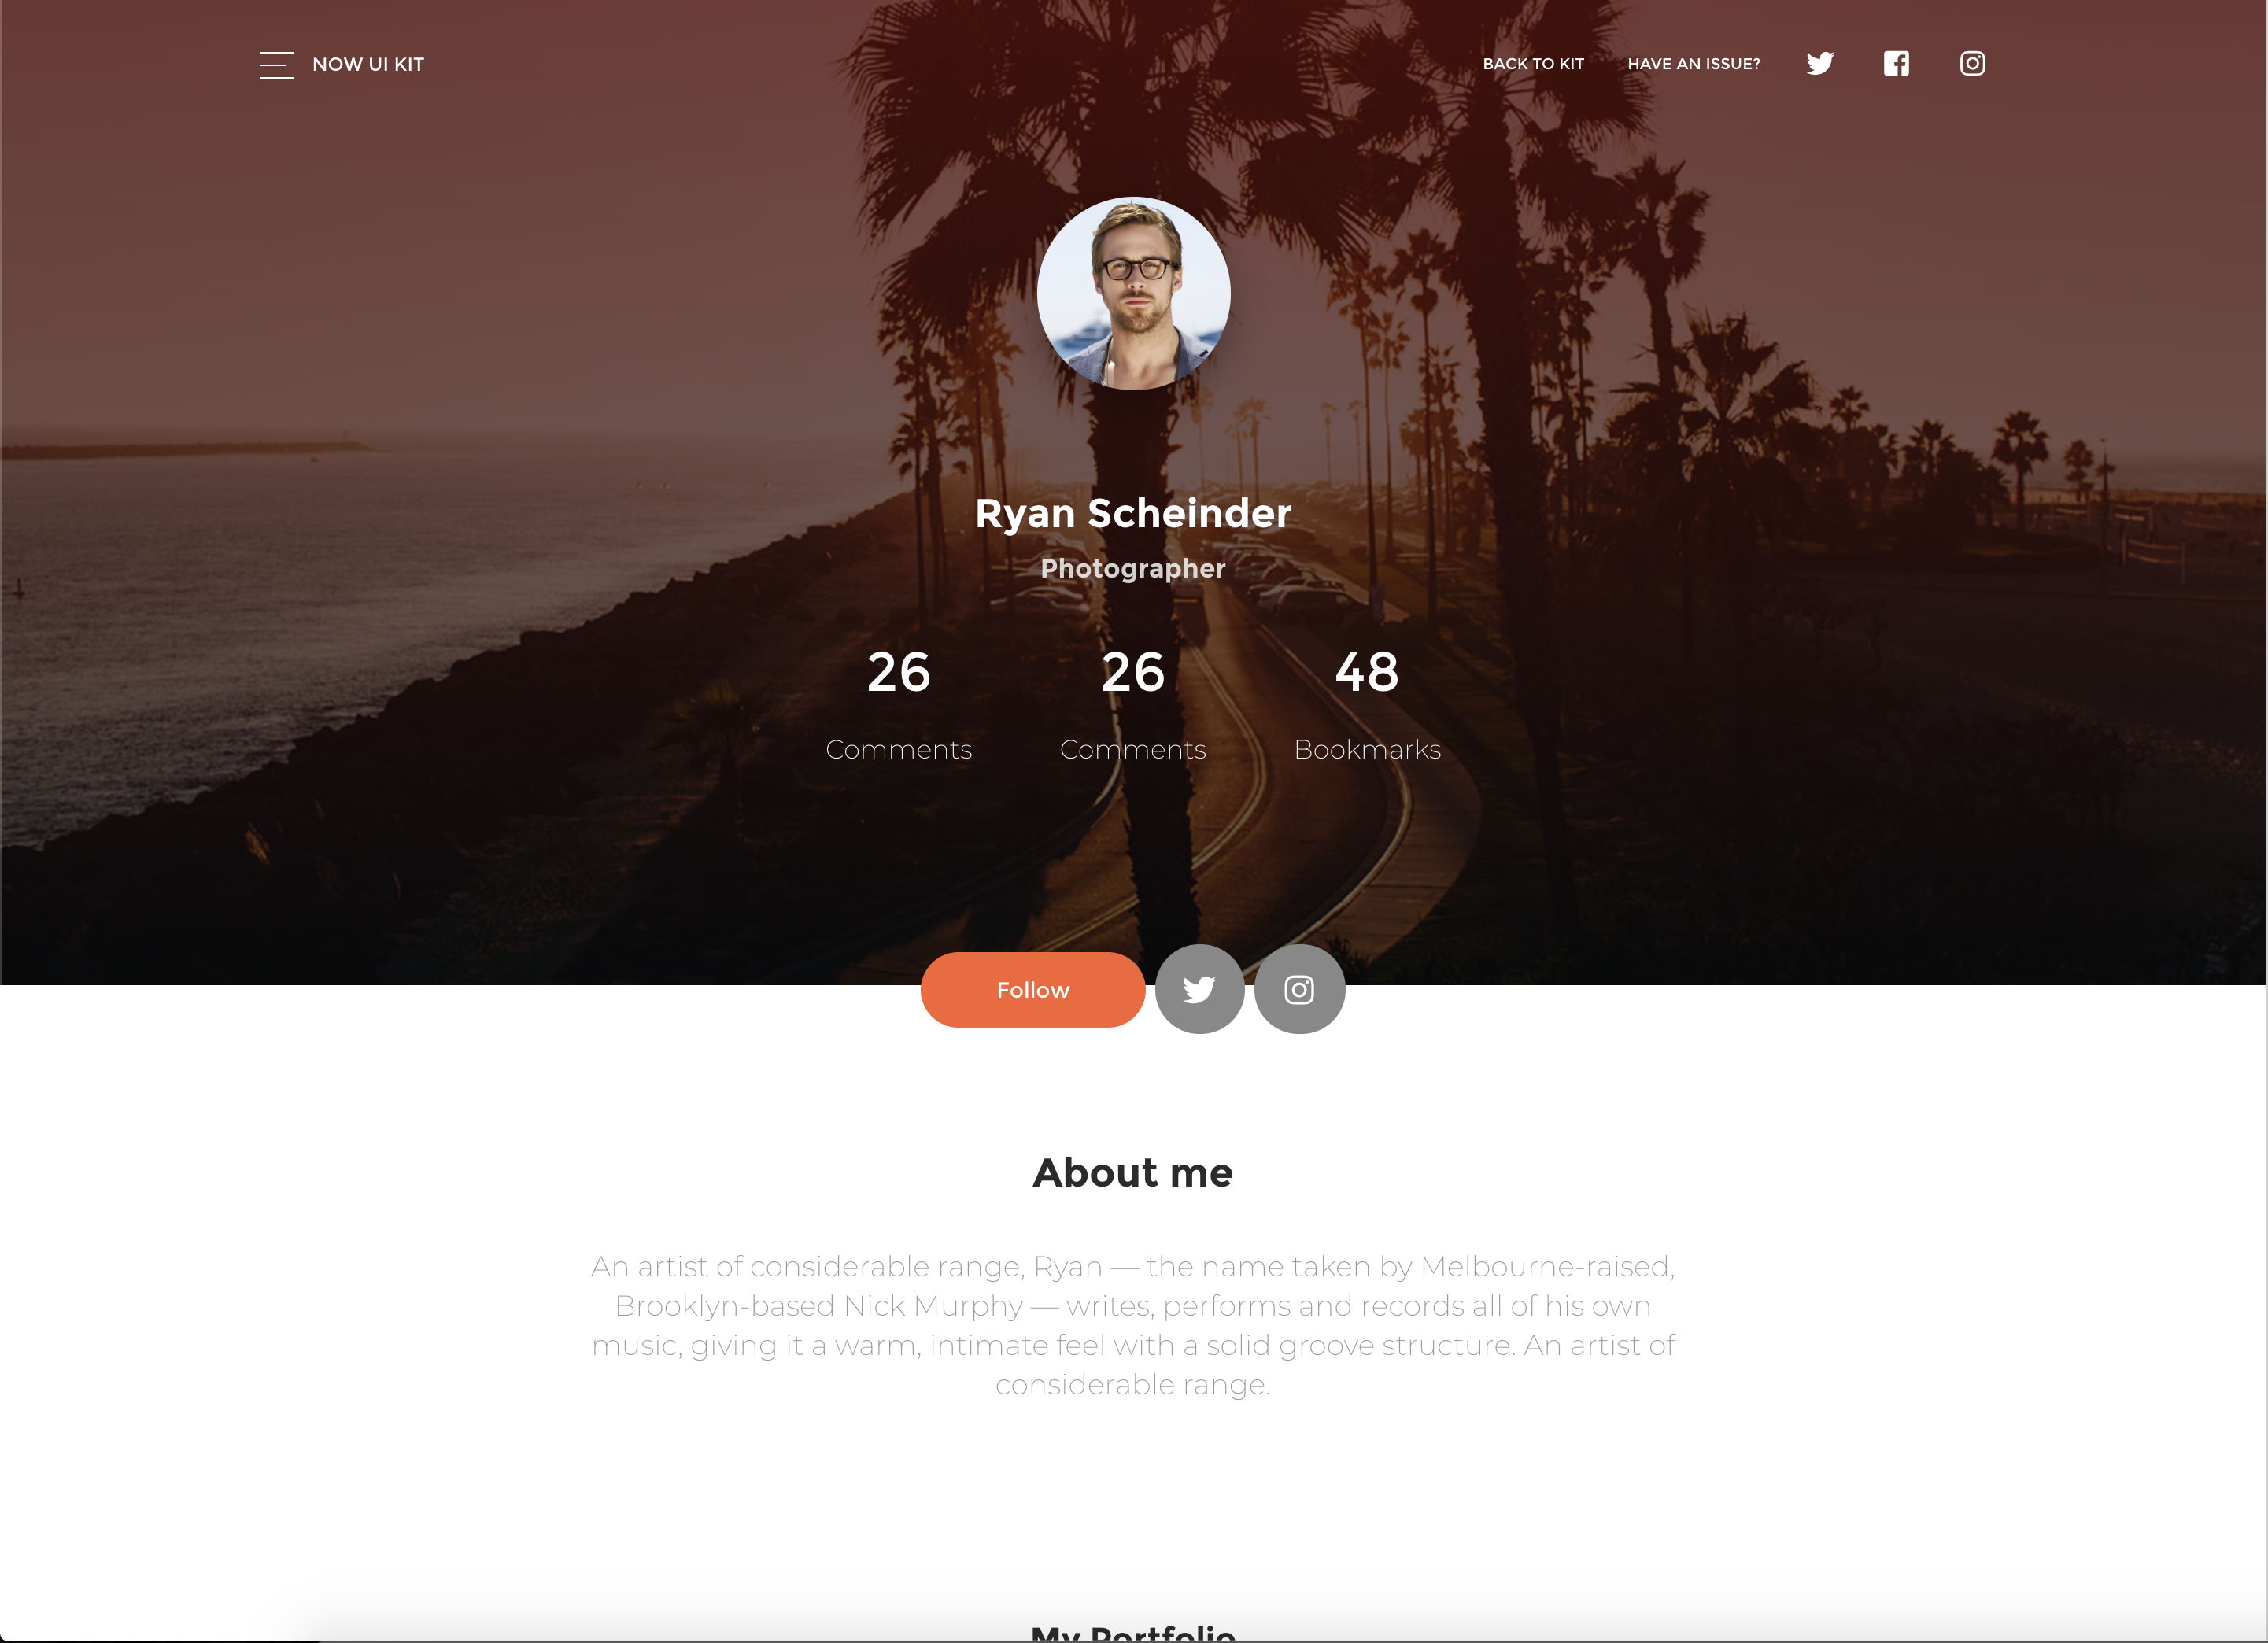 NOW UI KIT
BACK TO KIT
HAVE AN ISSUE?
Ryan Scheinder
Photographer
26
26
48
Comments
Comments
Bookmarks
Follow
About me
An artist of considerable range, Ryan — the name taken by Melbourne-raised,
Brooklyn-based Nick Murphy — writes, performs and records all of his own
music, giving it a warm, intimate feel with a solid groove structure. An artist of
considerable range.
My Portfolio